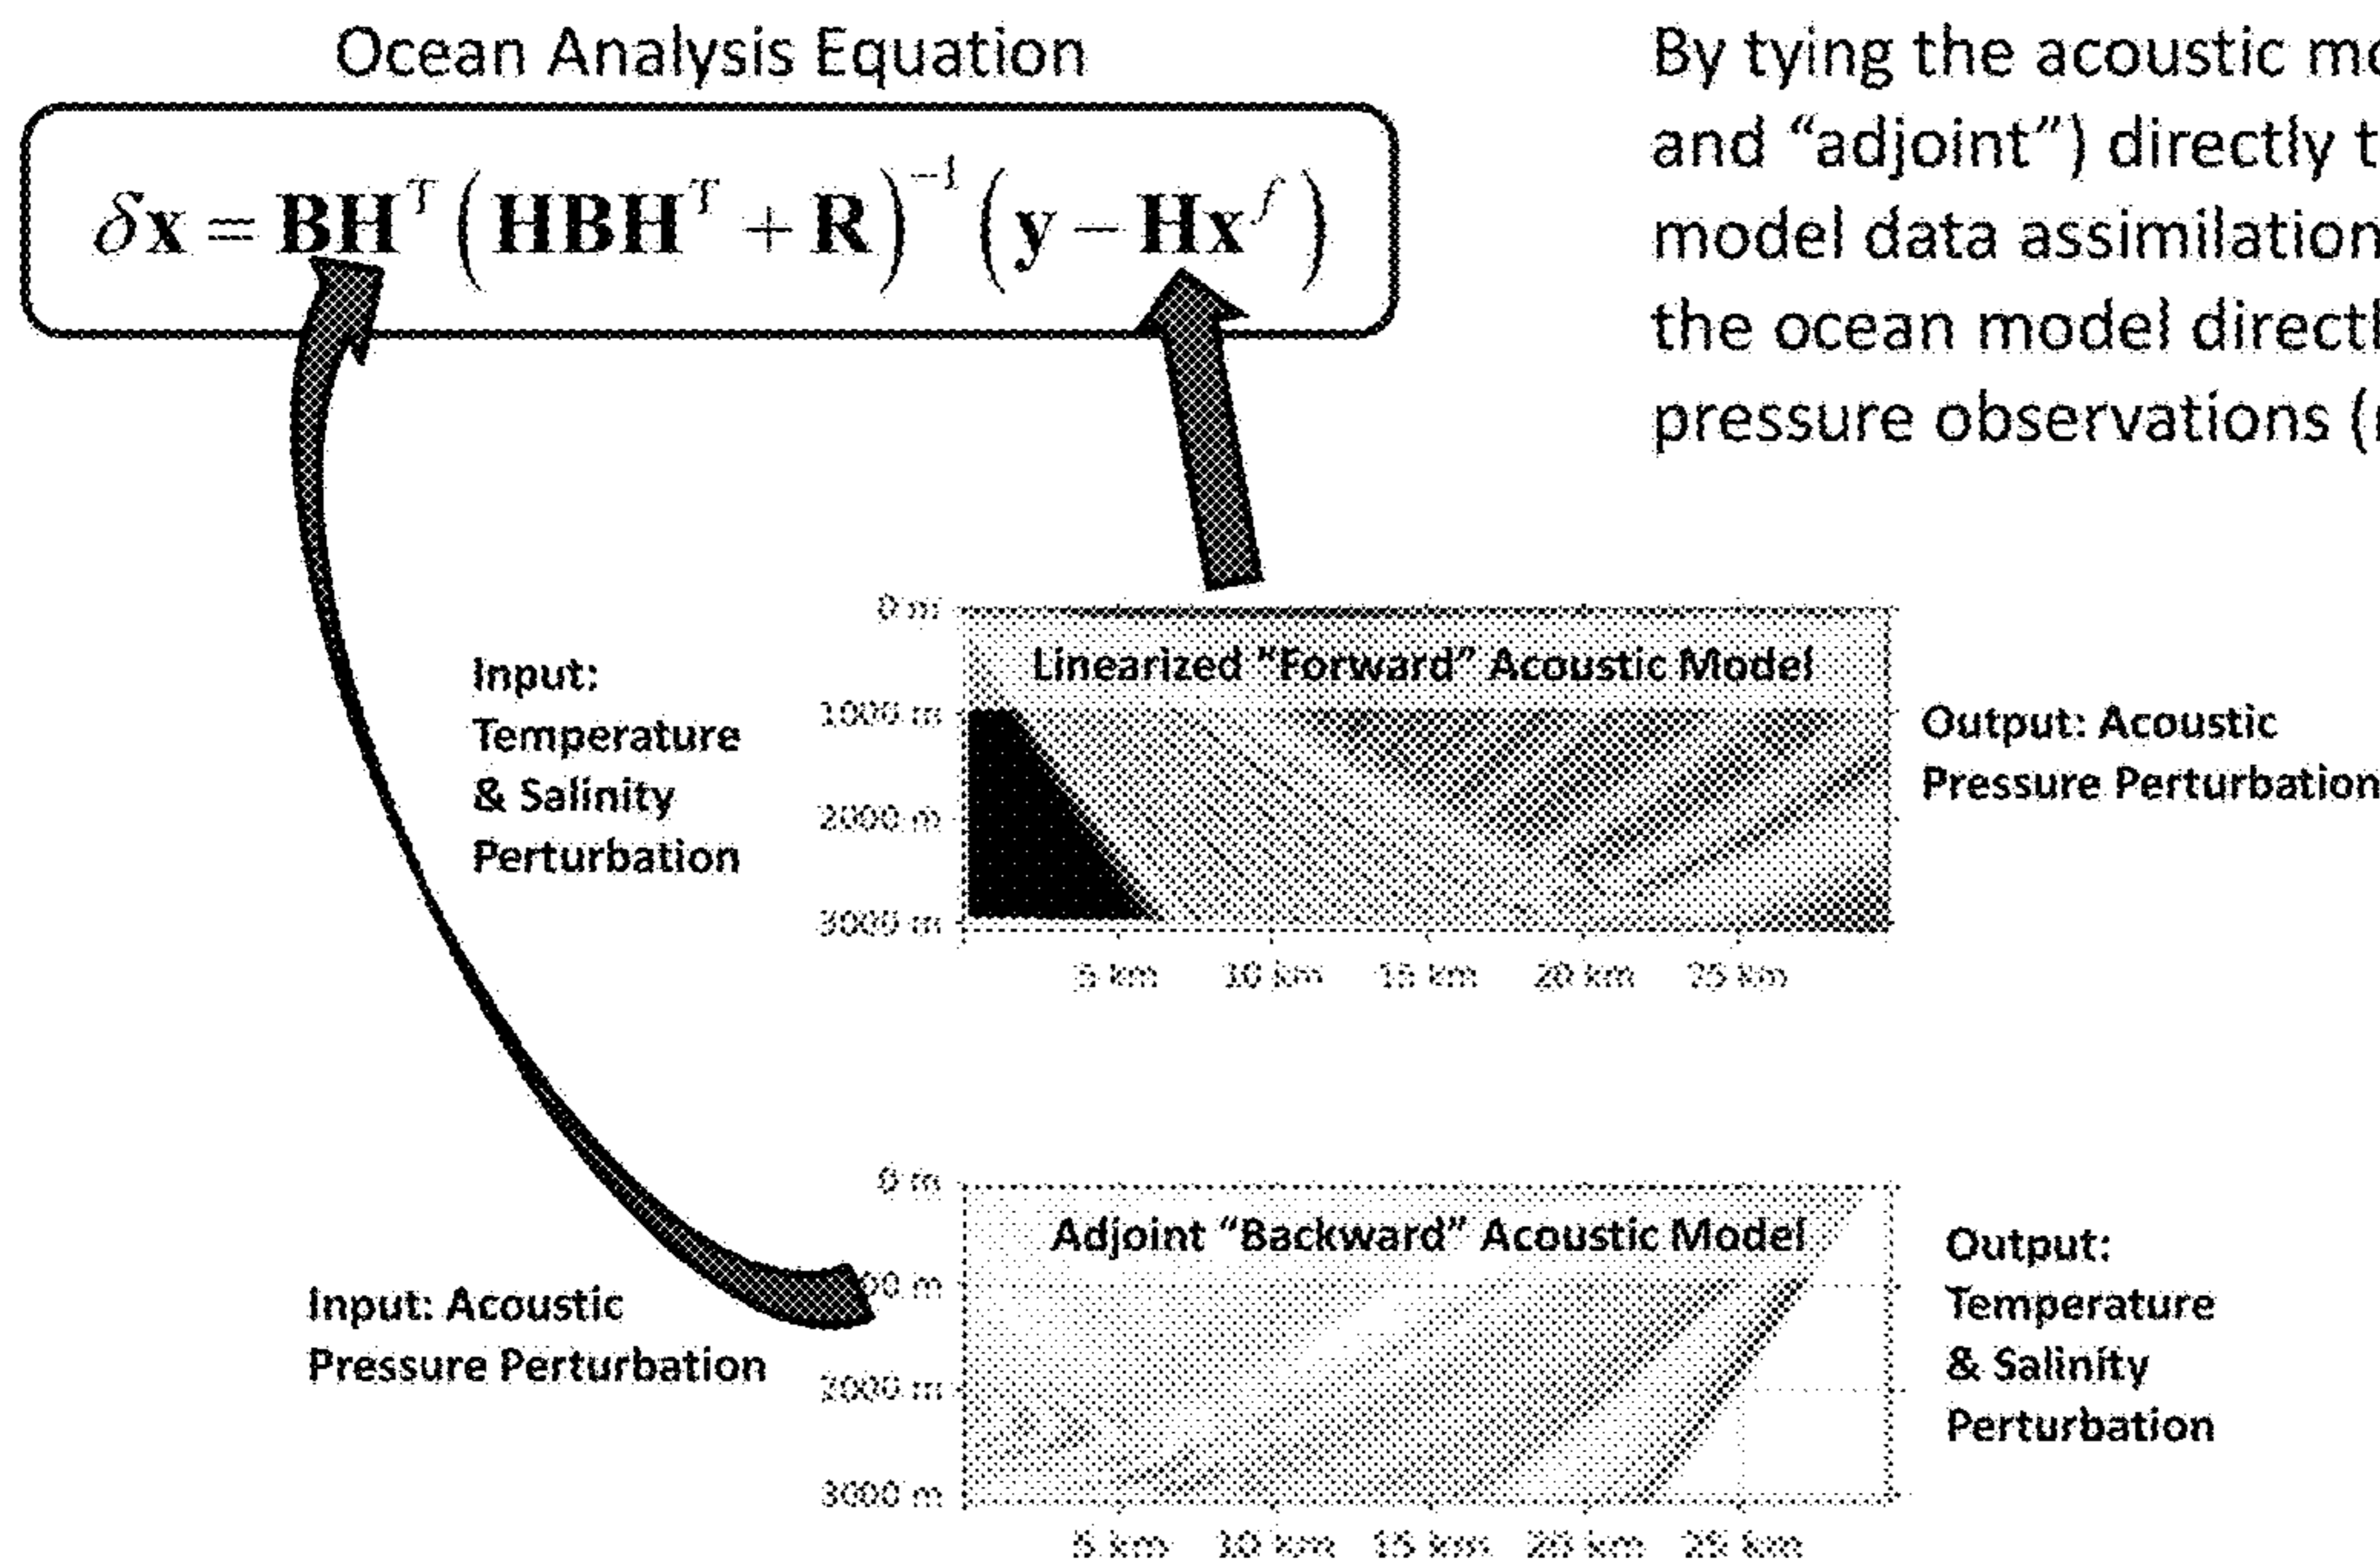 Ocean Analysis Equation
δx = BH^T (HBH^T + R)^-1 (y − Hx^f)
By tying the acoustic mo
and “adjoint”) directly t
model data assimilation
the ocean model directl
pressure observations (
Input:
Temperature
& Salinity
Perturbation
0 m
1000 m
2000 m
3000 m
Linearized “Forward” Acoustic Model
5 km 10 km 15 km 20 km 25 km
Output: Acoustic
Pressure Perturbation
Input: Acoustic
Pressure Perturbation
0 m
00 m
2000 m
3000 m
Adjoint “Backward” Acoustic Model
5 km 10 km 15 km 20 km 25 km
Output:
Temperature
& Salinity
Perturbation